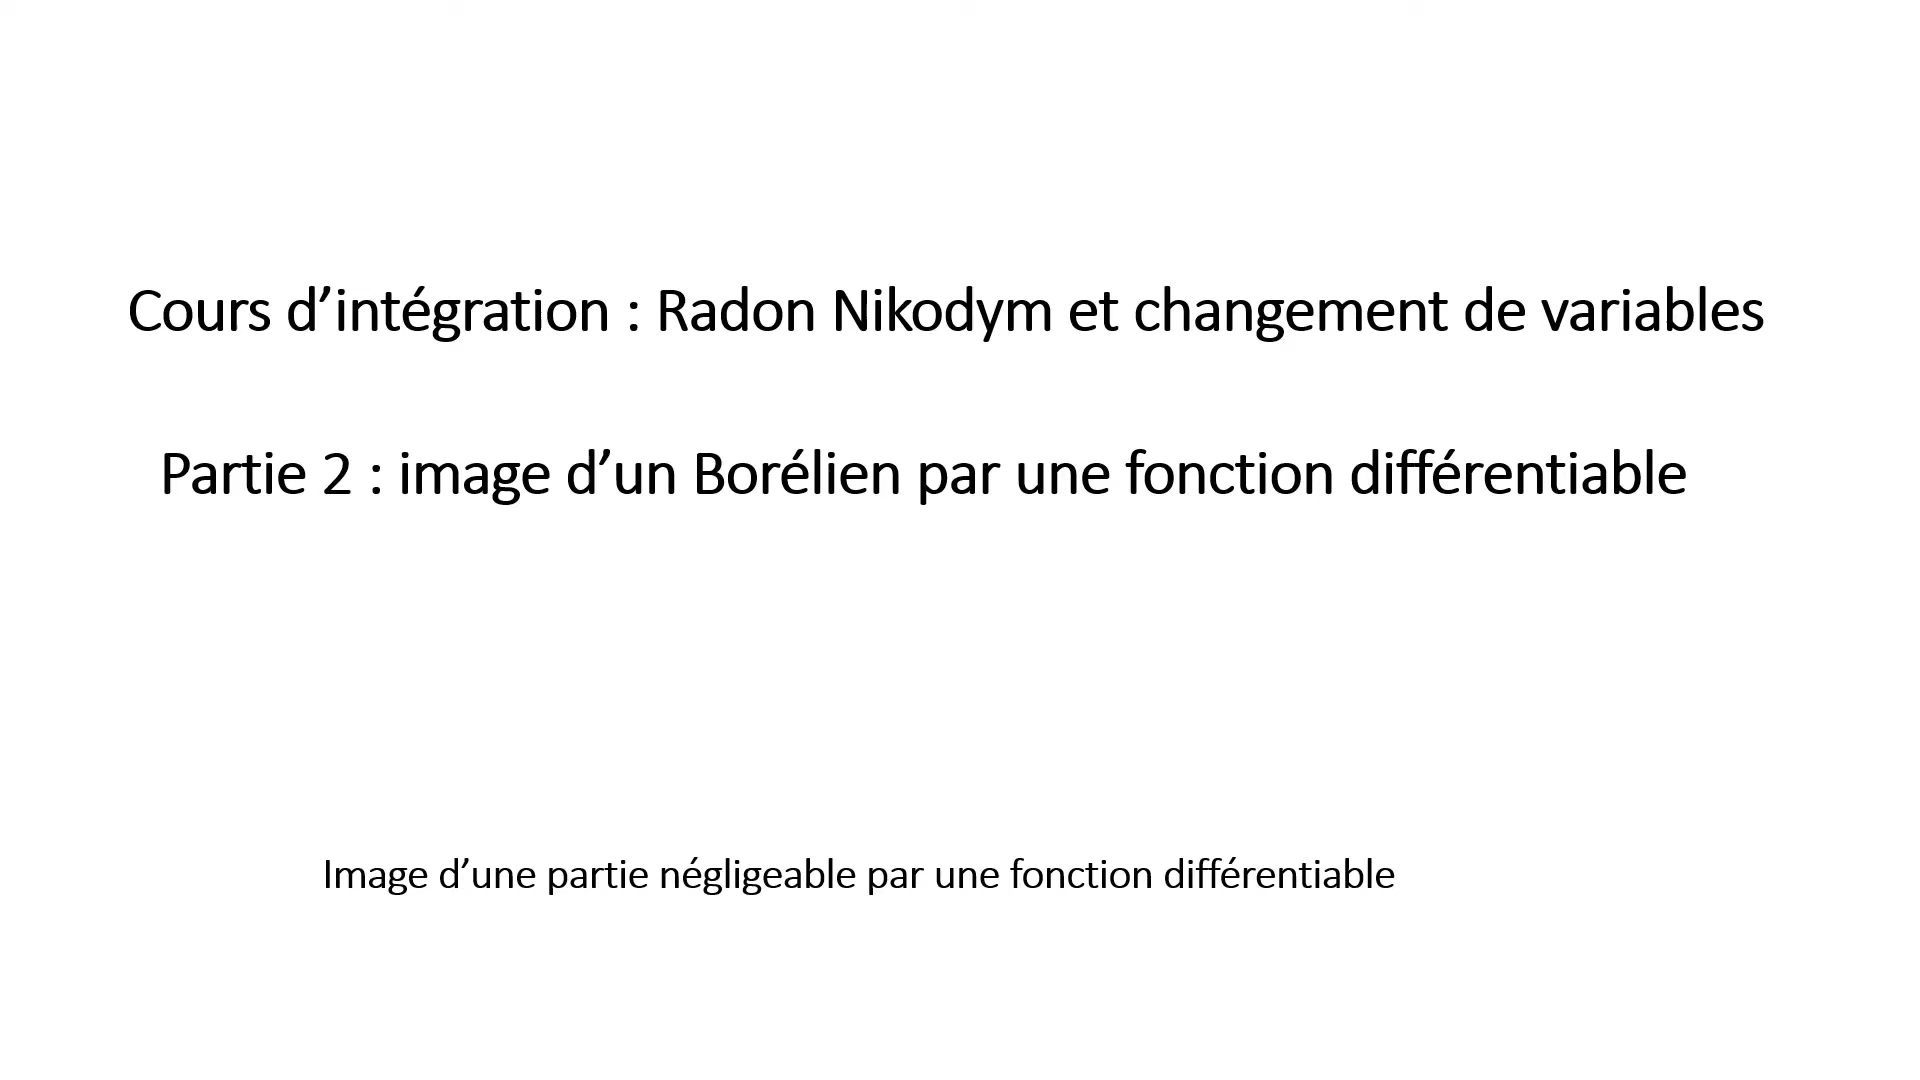 Cours d’intégration : Radon Nikodym et changement de variables
Partie 2 : image d’un Borélien par une fonction différentiable
Image d’une partie négligeable par une fonction différentiable